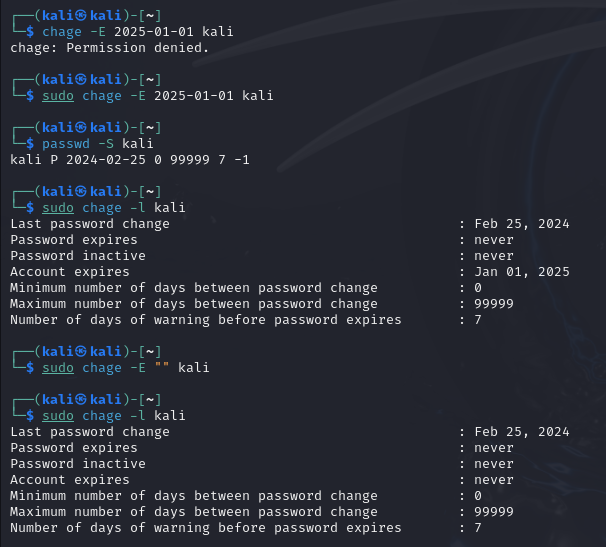 ┌──(kali㉿kali)-[~]
└─$ chage -E 2025-01-01 kali
chage: Permission denied.
┌──(kali㉿kali)-[~]
└─$ sudo chage -E 2025-01-01 kali
┌──(kali㉿kali)-[~]
└─$ passwd -S kali
kali P 2024-02-25 0 99999 7 -1
┌──(kali㉿kali)-[~]
└─$ sudo chage -l kali
Last password change : Feb 25, 2024
Password expires : never
Password inactive : never
Account expires : Jan 01, 2025
Minimum number of days between password change : 0
Maximum number of days between password change : 99999
Number of days of warning before password expires : 7
┌──(kali㉿kali)-[~]
└─$ sudo chage -E "" kali
┌──(kali㉿kali)-[~]
└─$ sudo chage -l kali
Last password change : Feb 25, 2024
Password expires : never
Password inactive : never
Account expires : never
Minimum number of days between password change : 0
Maximum number of days between password change : 99999
Number of days of warning before password expires : 7